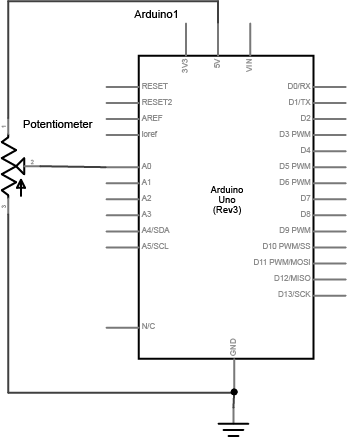 Arduino1
3V3
5V
VIN
RESET
RESET2
AREF
ioref
A0
A1
A2
A3
A4/SDA
A5/SCL
N/C
D0/RX
D1/TX
D2
D3 PWM
D4
D5 PWM
D6 PWM
D7
D8
D9 PWM
D10 PWM/SS
D11 PWM/MOSI
D12/MISO
D13/SCK
Arduino
Uno
(Rev3)
GND
Potentiometer
1
2
3